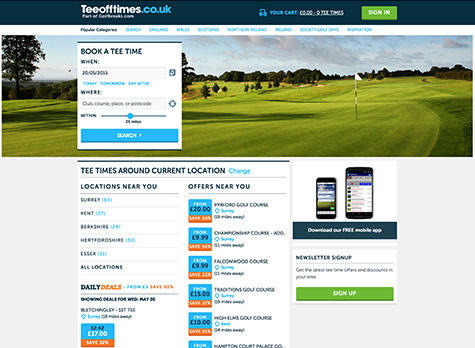 Teeofftimes.co.uk
Part of Golfbreaks.com
YOUR CART: £0.00 - 0 TEE TIMES
SIGN IN
Popular Categories: SEARCH ENGLAND WALES SCOTLAND NORTHERN IRELAND IRELAND SOCIETY GOLF DAYS INSPIRATION
BOOK A TEE TIME
WHEN:
20/05/2015
TODAY TOMORROW DAY AFTER
WHERE:
Club, course, place, or postcode
WITHIN:
25 miles
SEARCH
TEE TIMES AROUND CURRENT LOCATION Change
LOCATIONS NEAR YOU
SURREY (65)
KENT (57)
BERKSHIRE (24)
HERTFORDSHIRE (32)
ESSEX (51)
ALL LOCATIONS
DAILYDEALS - FROM £5 SAVE 80%
SHOWING DEALS FOR WED. MAY 20
BLETCHINGLEY - 1ST TEE
Surrey (18 miles away)
12:42
£17.00
SAVE 32%
OFFERS NEAR YOU
FROM
£20.00
SAVE 55%
PYRFORD GOLF COURSE
Surrey
(19 miles away)
FROM
£9.99
SAVE 54%
CHAMPIONSHIP COURSE - ADD...
Surrey
(11 miles away)
FROM
£9.99
SAVE 33%
FALCONWOOD COURSE
Surrey
(11 miles away)
FROM
£15.00
SAVE 57%
TRADITIONS GOLF COURSE
Surrey
(19 miles away)
FROM
£10.00
SAVE 61%
HIGH ELMS GOLF COURSE
Kent
(14 miles away)
FROM
HAMPTON COURT PALACE GO...
Download our FREE mobile app
NEWSLETTER SIGNUP
Get the latest tee time offers and discounts in
your area
SIGN UP